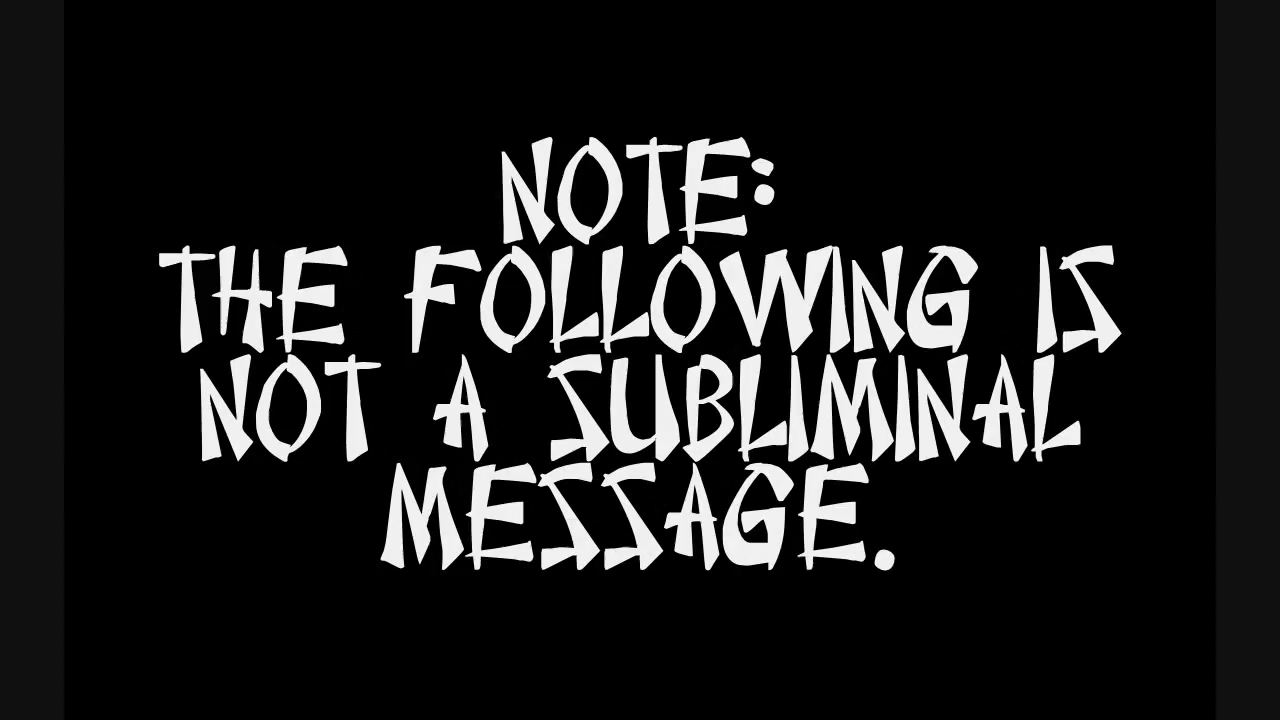 NOTE:
THE FOLLOWING IS
NOT A SUBLIMINAL
MESSAGE.